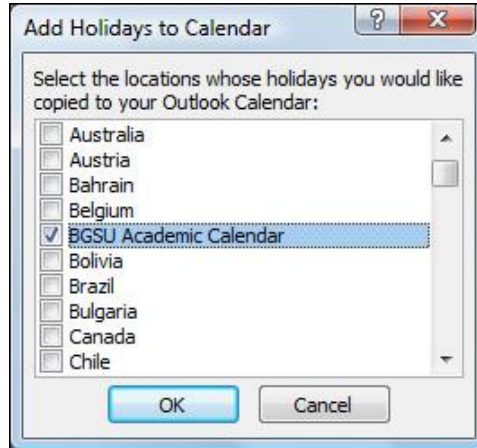 Add Holidays to Calendar
Select the locations whose holidays you would like
copied to your Outlook Calendar:
Australia
Austria
Bahrain
Belgium
BGSU Academic Calendar
Bolivia
Brazil
Bulgaria
Canada
Chile
OK
Cancel